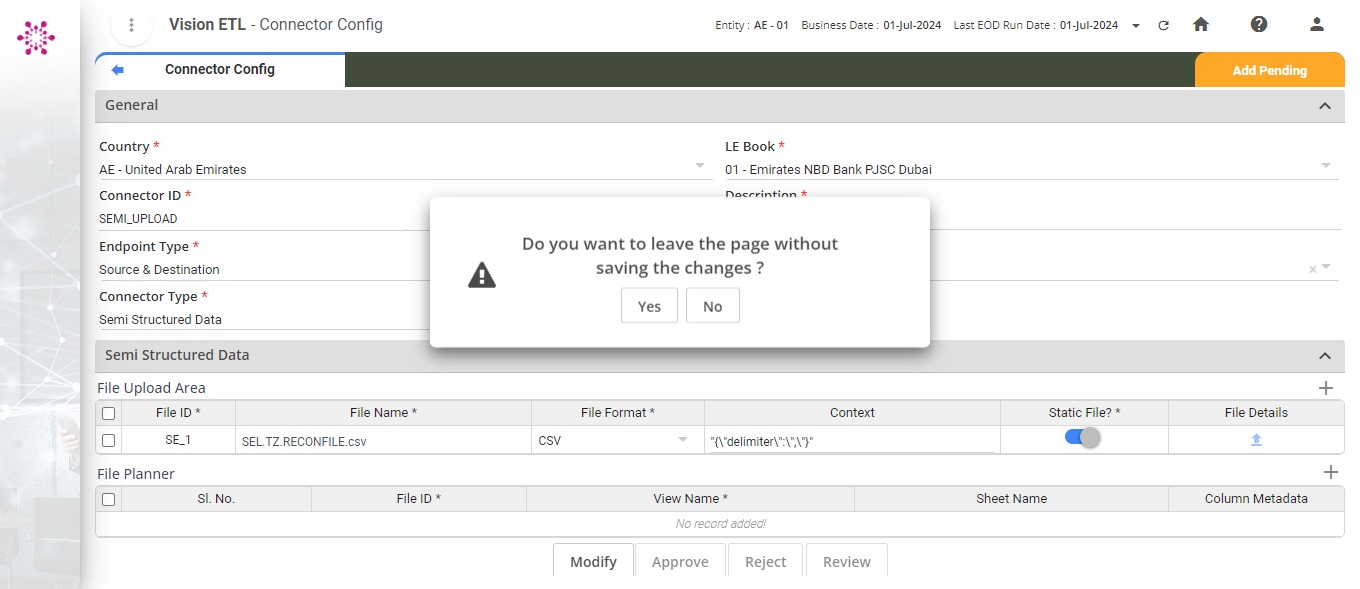 Vision ETL - Connector Config
Entity : AE - 01 Business Date : 01-Jul-2024 Last EOD Run Date : 01-Jul-2024
Connector Config
Add Pending
General
Country *
AE - United Arab Emirates
LE Book *
01 - Emirates NBD Bank PJSC Dubai
Connector ID *
SEMI_UPLOAD
Description *
Endpoint Type *
Source & Destination
Connector Type *
Semi Structured Data
Do you want to leave the page without
saving the changes ?
Yes No
Semi Structured Data
File Upload Area
File ID * File Name * File Format * Context Static File? * File Details
SE_1 SEL.TZ.RECONFILE.csv CSV "{\"delimiter\":\",\"}"
File Planner
Sl. No. File ID * View Name * Sheet Name Column Metadata
No record added!
Modify Approve Reject Review